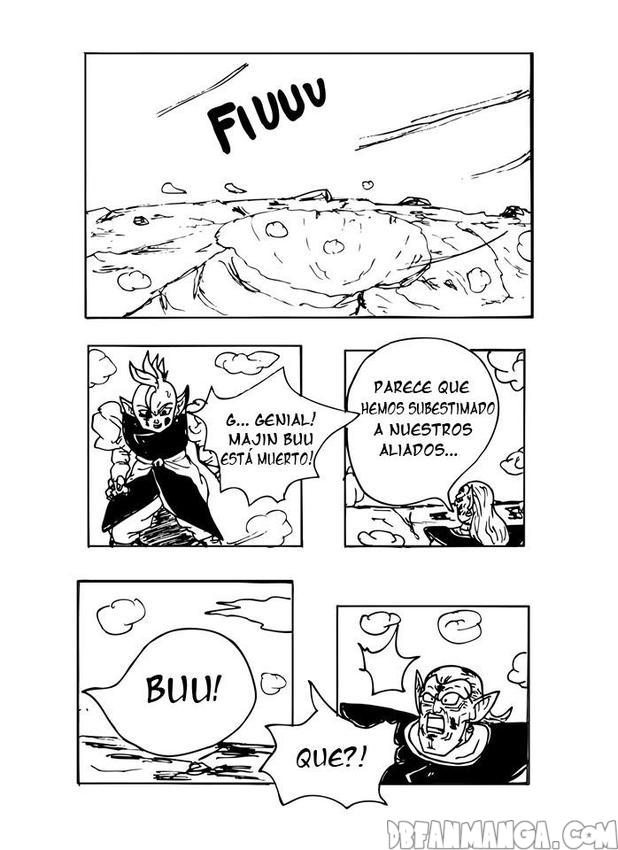 FIUUU
G... GENIAL!
MAJIN BUU
ESTÁ MUERTO!
PARECE QUE
HEMOS SUBESTIMADO
A NUESTROS
ALIADOS...
BUU!
QUE?!
DBFANMANGA.COM